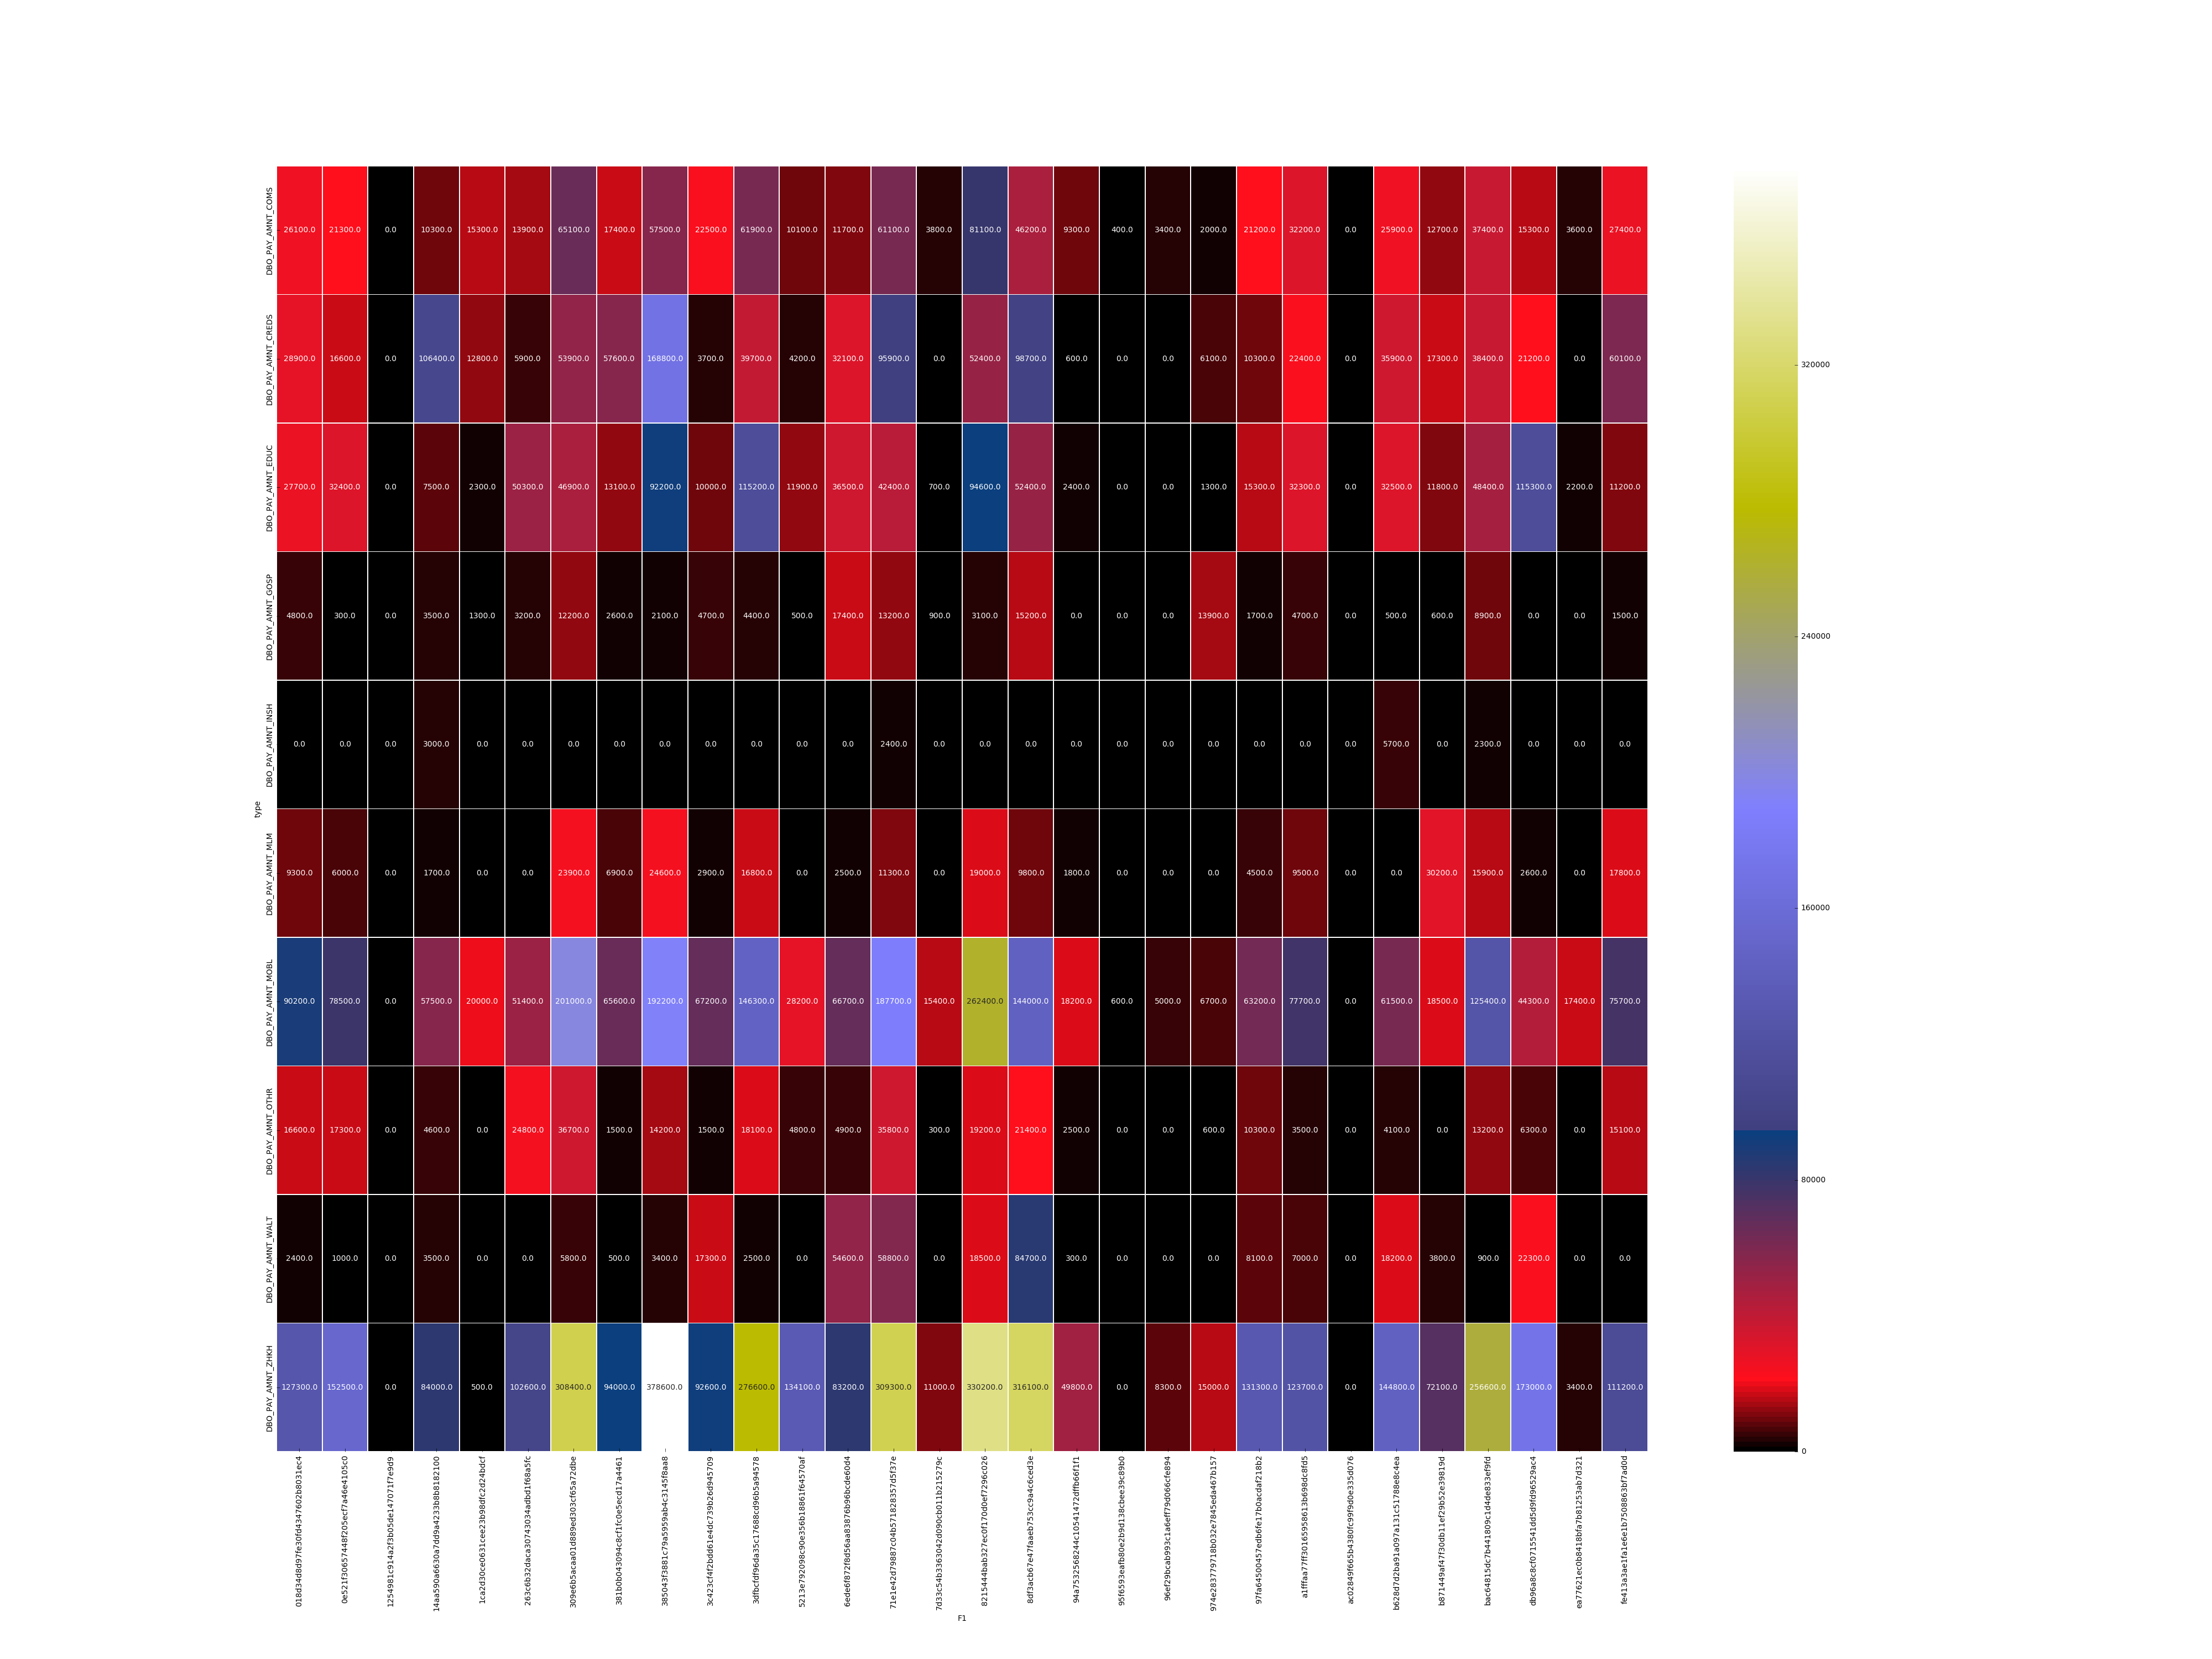 DBO_PAY_AMNT_COMS 26100.0 21300.0 0.0 10300.0 15300.0 13900.0 65100.0 17400.0 57500.0 22500.0 61900.0 10100.0 11700.0 61100.0 3800.0 81100.0 46200.0 9300.0 400.0 3400.0 2000.0 21200.0 32200.0 0.0 25900.0 12700.0 37400.0 15300.0 3600.0 27400.0
DBO_PAY_AMNT_CREDS 28900.0 16600.0 0.0 106400.0 12800.0 5900.0 53900.0 57600.0 168800.0 3700.0 39700.0 4200.0 32100.0 95900.0 0.0 52400.0 98700.0 600.0 0.0 0.0 6100.0 10300.0 22400.0 0.0 35900.0 17300.0 38400.0 21200.0 0.0 60100.0
320000
DBO_PAY_AMNT_EDUC 27700.0 32400.0 0.0 7500.0 2300.0 50300.0 46900.0 13100.0 92200.0 10000.0 115200.0 11900.0 36500.0 42400.0 700.0 94600.0 52400.0 2400.0 0.0 0.0 1300.0 15300.0 32300.0 0.0 32500.0 11800.0 48400.0 115300.0 2200.0 11200.0
DBO_PAY_AMNT_GOSP 4800.0 300.0 0.0 3500.0 1300.0 3200.0 12200.0 2600.0 2100.0 4700.0 4400.0 500.0 17400.0 13200.0 900.0 3100.0 15200.0 0.0 0.0 0.0 13900.0 1700.0 4700.0 0.0 500.0 600.0 8900.0 0.0 0.0 1500.0
240000
DBO_PAY_AMNT_INSH 0.0 0.0 0.0 3000.0 0.0 0.0 0.0 0.0 0.0 0.0 0.0 0.0 0.0 2400.0 0.0 0.0 0.0 0.0 0.0 0.0 0.0 0.0 0.0 0.0 5700.0 0.0 2300.0 0.0 0.0 0.0
type
DBO_PAY_AMNT_MLM 9300.0 6000.0 0.0 1700.0 0.0 0.0 23900.0 6900.0 24600.0 2900.0 16800.0 0.0 2500.0 11300.0 0.0 19000.0 9800.0 1800.0 0.0 0.0 0.0 4500.0 9500.0 0.0 0.0 30200.0 15900.0 2600.0 0.0 17800.0
160000
DBO_PAY_AMNT_MOBL 90200.0 78500.0 0.0 57500.0 20000.0 51400.0 201000.0 65600.0 192200.0 67200.0 146300.0 28200.0 66700.0 187700.0 15400.0 262400.0 144000.0 18200.0 600.0 5000.0 6700.0 63200.0 77700.0 0.0 61500.0 18500.0 125400.0 44300.0 17400.0 75700.0
DBO_PAY_AMNT_OTHR 16600.0 17300.0 0.0 4600.0 0.0 24800.0 36700.0 1500.0 14200.0 1500.0 18100.0 4800.0 4900.0 35800.0 300.0 19200.0 21400.0 2500.0 0.0 0.0 600.0 10300.0 3500.0 0.0 4100.0 0.0 13200.0 6300.0 0.0 15100.0
80000
DBO_PAY_AMNT_WALT 2400.0 1000.0 0.0 3500.0 0.0 0.0 5800.0 500.0 3400.0 17300.0 2500.0 0.0 54600.0 58800.0 0.0 18500.0 84700.0 300.0 0.0 0.0 0.0 8100.0 7000.0 0.0 18200.0 3800.0 900.0 22300.0 0.0 0.0
DBO_PAY_AMNT_ZHKH 127300.0 152500.0 0.0 84000.0 500.0 102600.0 308400.0 94000.0 378600.0 92600.0 276600.0 134100.0 83200.0 309300.0 11000.0 330200.0 316100.0 49800.0 0.0 8300.0 15000.0 131300.0 123700.0 0.0 144800.0 72100.0 256600.0 173000.0 3400.0 111200.0
0
018d34d8d97fe30fd4347602b8031ec4
0e521f30657448f205ecf7a46e4105c0
1254981c914a2f3b05de147071f7e9d9
14aa590a6630a7dd9a4233b8b8182100
1ca2d30ce0631cee23b98dfc2d24bdcf
263c6b32daca30743034adbd1f68a5fc
309e6b5acaa01d889ed303cf65a72dbe
381b0b043094c8cf1fc0e5ecd17a4461
385043f3881c79a5959ab4c3145f8aa8
3c423cf4f2bdd61e4dc739b26d945709
3dfbcfdf96da35c17688cd96b5a94578
5213e792098c90e356b18861f64570af
6ede6f872f8d56aa83876b96bcde60d4
71e1e42d79887c04b571828357d5f37e
7d33c54b3363042d090cb011b215279c
8215444bab327ec0f170d0ef7296c026
8df3acb67e47faaeb753cc9a4c6ced3e
94a7532568244c10541472dffb66f1f1
95f6593eafb80e2b9d138cbee39c89b0
96ef29bcab993c1a6eff79d066cfe894
974e283779718b032e7845eda467b157
97fa64500457edb6fe17b0acdaf218b2
a1fffaa77ff30165958613b698dc8fd5
ac02849f665b4380fc99f9d0e335d076
b628d7d2ba91a097a131c51788e8c4ea
b871449af47f30db11ef29b52e39819d
bac64815dc7b441809c1d4de833ef9fd
db96a8c8cf0715541dd5d9fd96529ac4
ea77621ec0b8418bfa7b81253ab7d321
fe413a3ae1fa1e6e1b7508863bf7ad0d
F1